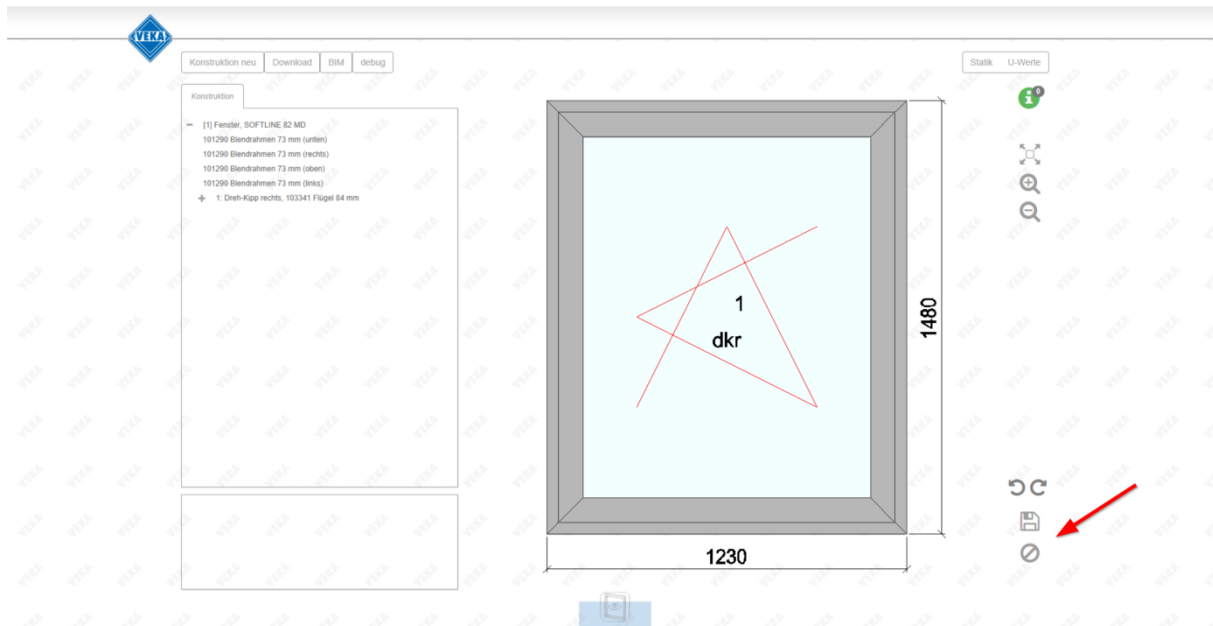 VEKA
Konstruktion neu
Download
BIM
debug
Statik
U-Werte
Konstruktion
0
[1] Fenster, SOFTLINE 82 MD
101290 Blendrahmen 73 mm (unten)
101290 Blendrahmen 73 mm (rechts)
101290 Blendrahmen 73 mm (oben)
101290 Blendrahmen 73 mm (links)
1: Dreh-Kipp rechts, 103341 Flügel 84 mm
1
dkr
1480
1230